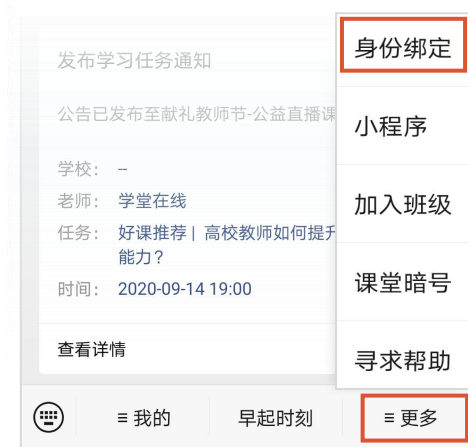 发布学习任务通知
公告已发布至献礼教师节-公益直播课
学校： --
老师： 学堂在线
任务： 好课推荐 | 高校教师如何提升
能力？
时间： 2020-09-14 19:00
查看详情
身份绑定
小程序
加入班级
课堂暗号
寻求帮助
≡ 我的
早起时刻
≡ 更多